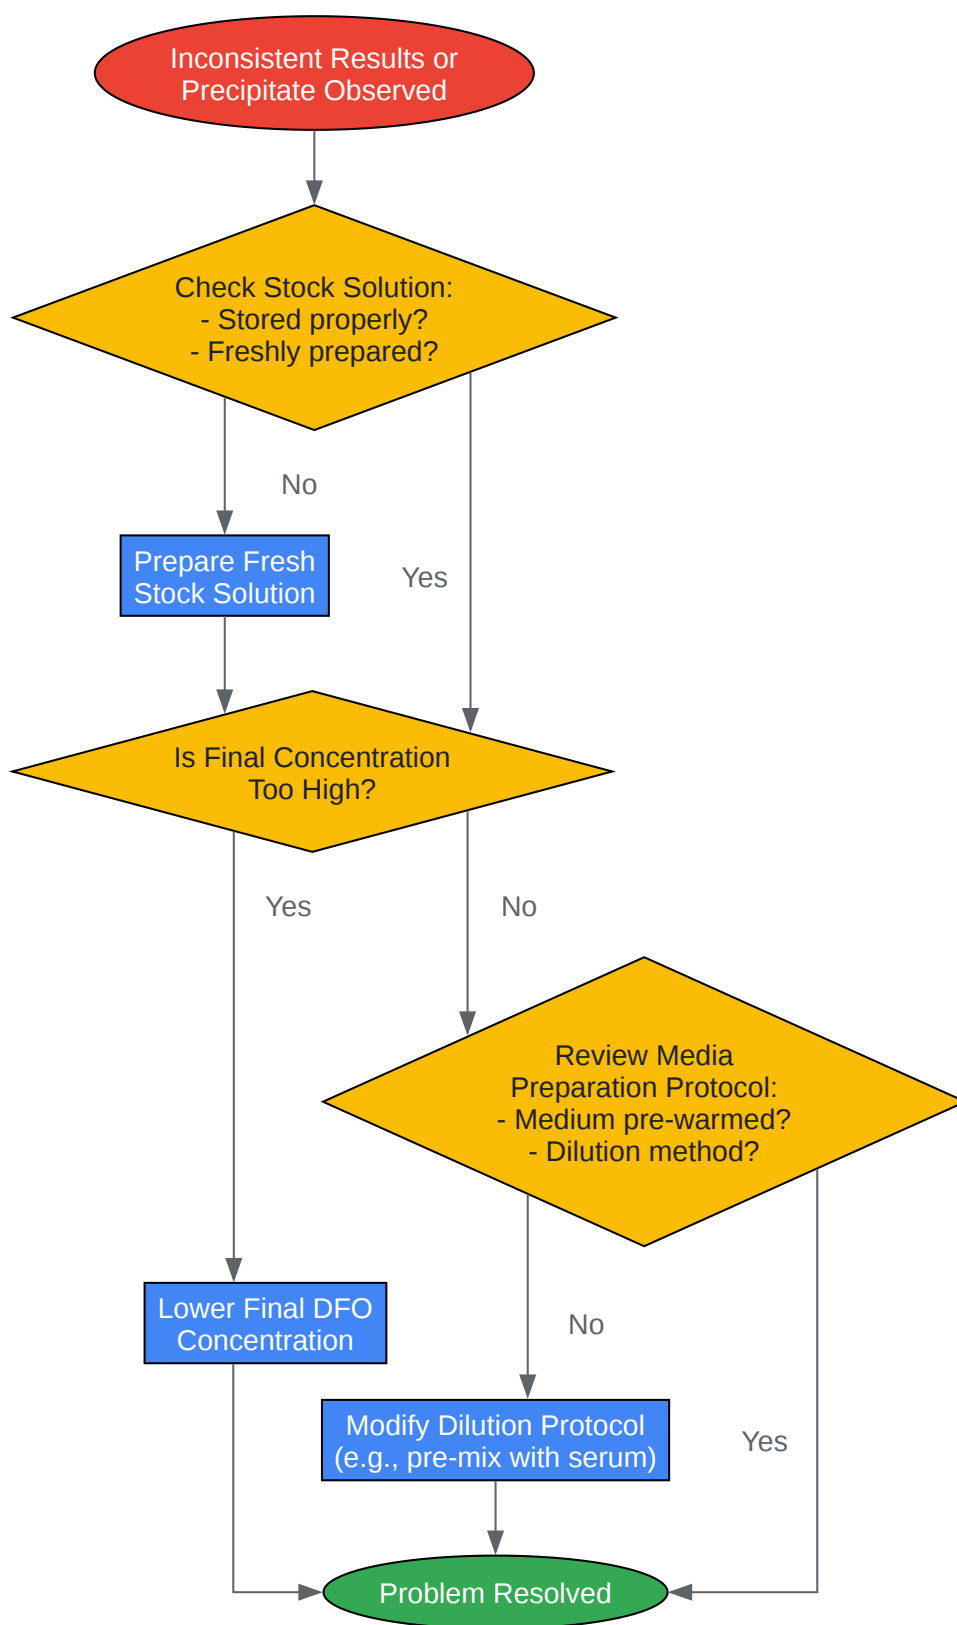 Inconsistent Results or
Precipitate Observed
Check Stock Solution:
- Stored properly?
- Freshly prepared?
No
Prepare Fresh
Stock Solution
Yes
Is Final Concentration
Too High?
Yes
No
Review Media
Preparation Protocol:
- Medium pre-warmed?
- Dilution method?
Lower Final DFO
Concentration
No
Modify Dilution Protocol
(e.g., pre-mix with serum)
Yes
Problem Resolved